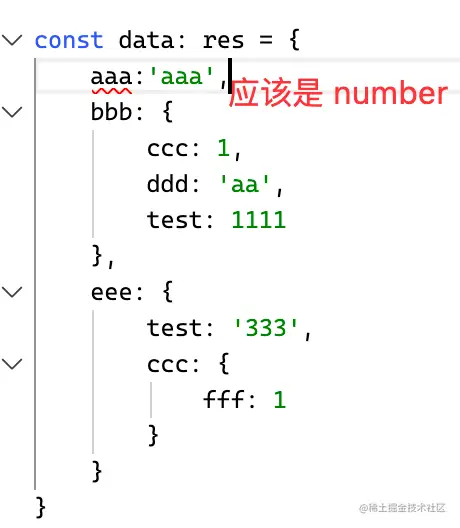 const data: res = {
aaa:'aaa', 应该是 number
bbb: {
ccc: 1,
ddd: 'aa',
test: 1111
},
eee: {
test: '333',
ccc: {
fff: 1
}
}
}
@稀土掘金技术社区